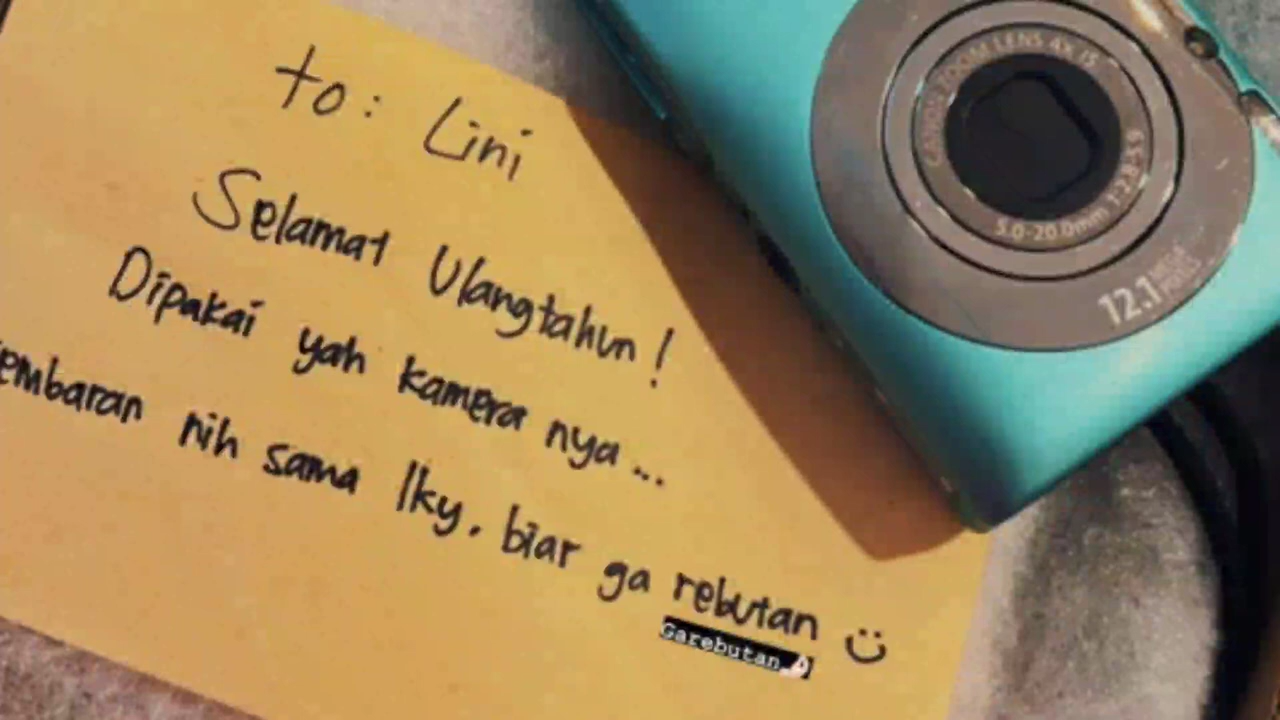 to: Lini
Selamat Ulangtahun!
Dipakai yah kamera nya...
embaran nih sama Iky, biar ga rebutan
Garebutan
CANON ZOOM LENS 4X IS
5.0-20.0mm 1:2.8-5.9
12.1 MEGA PIXELS